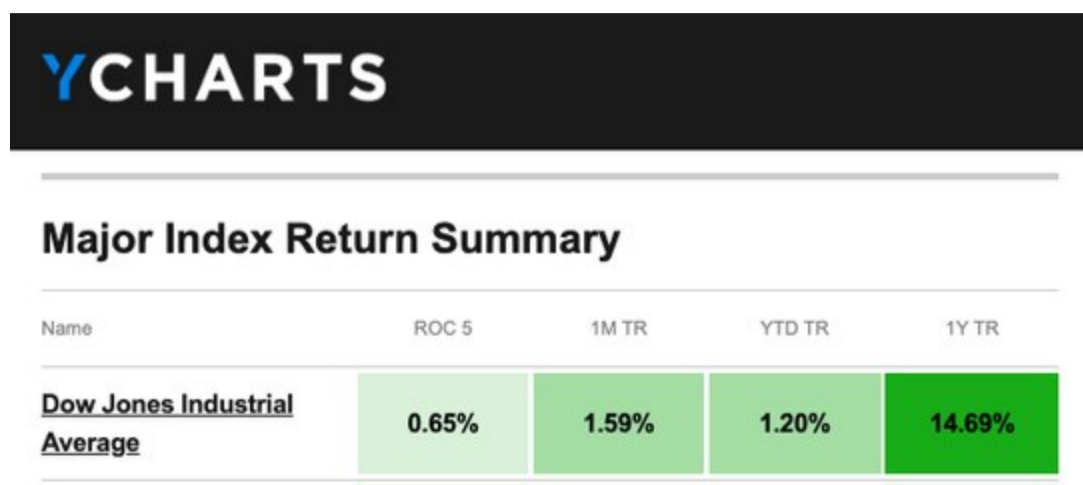 YCHARTS
Major Index Return Summary
Name ROC 5 1M TR YTD TR 1Y TR
Dow Jones Industrial
Average 0.65% 1.59% 1.20% 14.69%